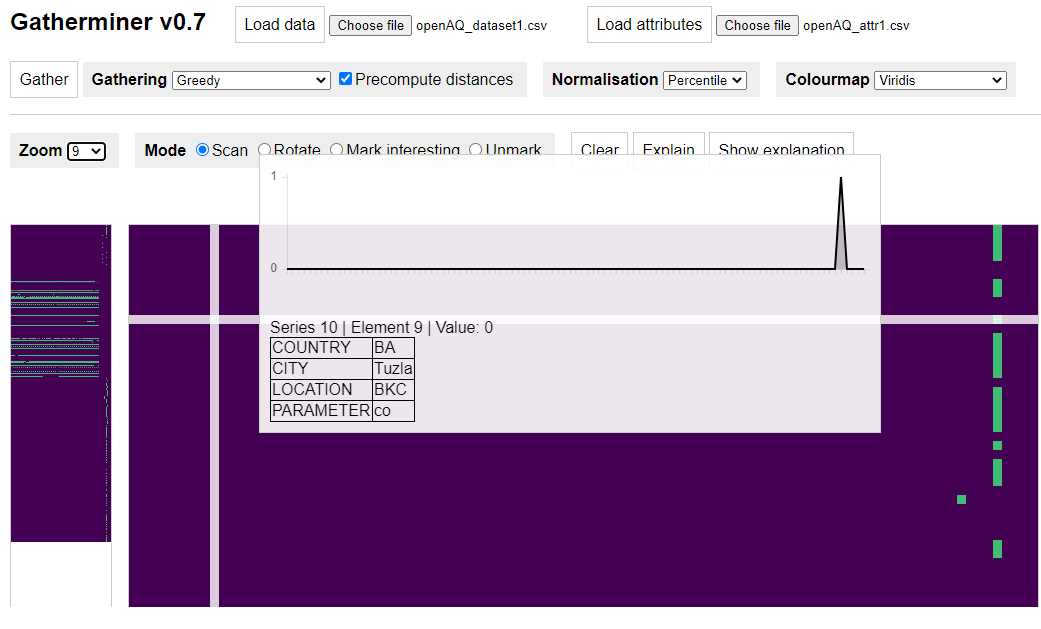 Gatherminer v0.7 Load data Choose file openAQ_dataset1.csv Load attributes Choose file openAQ_attr1.csv
Gather Gathering Greedy Precompute distances Normalisation Percentile Colourmap Viridis
Zoom 9 Mode Scan Rotate Mark interesting Unmark Clear Explain Show explanation
1
0
Series 10 | Element 9 | Value: 0
COUNTRY BA
CITY Tuzla
LOCATION BKC
PARAMETER co